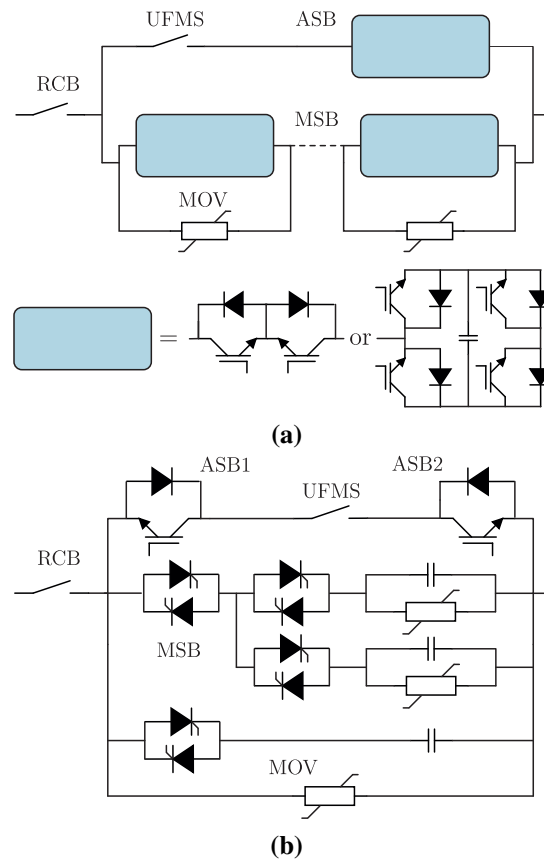 UFMS
ASB
RCB
MSB
MOV
= or
(a)
ASB1
ASB2
UFMS
RCB
MSB
MOV
(b)